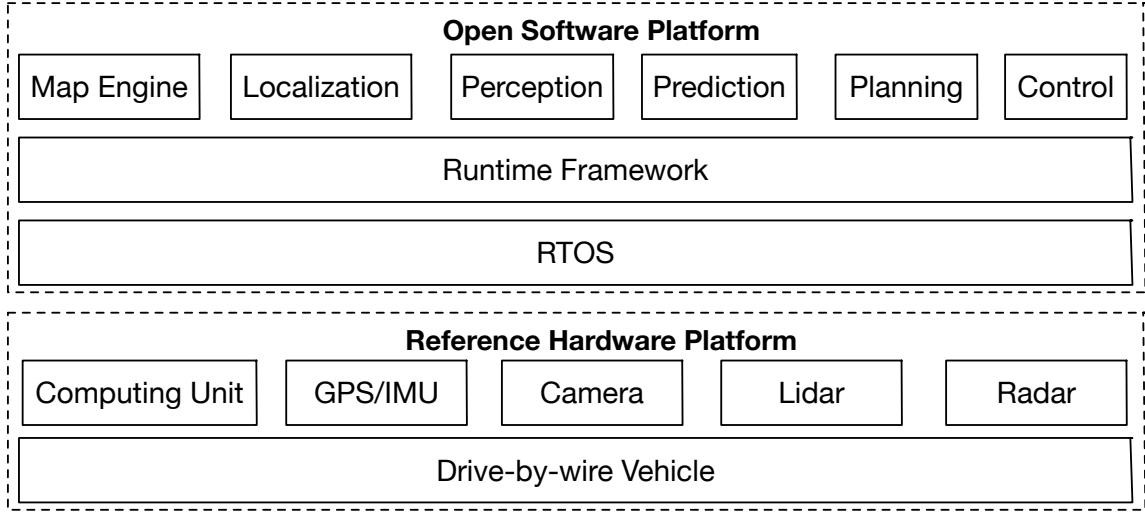 Open Software Platform
Map Engine Localization Perception Prediction Planning Control
Runtime Framework
RTOS
Reference Hardware Platform
Computing Unit GPS/IMU Camera Lidar Radar
Drive-by-wire Vehicle